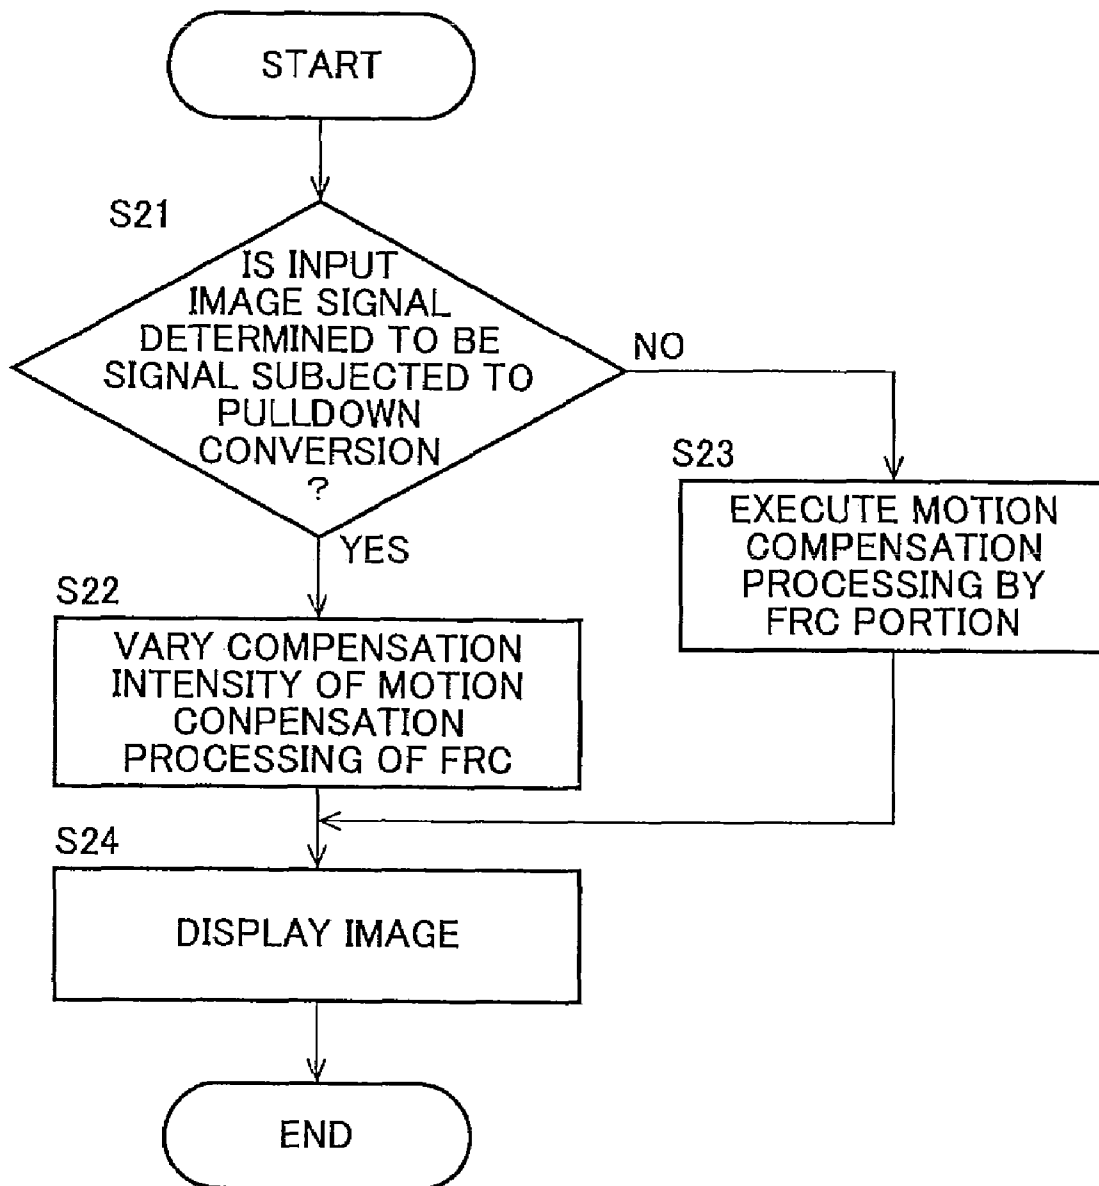 START
S21
IS INPUT
IMAGE SIGNAL
DETERMINED TO BE
SIGNAL SUBJECTED TO
PULLDOWN
CONVERSION
?
NO
YES
S23
EXECUTE MOTION
COMPENSATION
PROCESSING BY
FRC PORTION
S22
VARY COMPENSATION
INTENSITY OF MOTION
CONPENSATION
PROCESSING OF FRC
S24
DISPLAY IMAGE
END